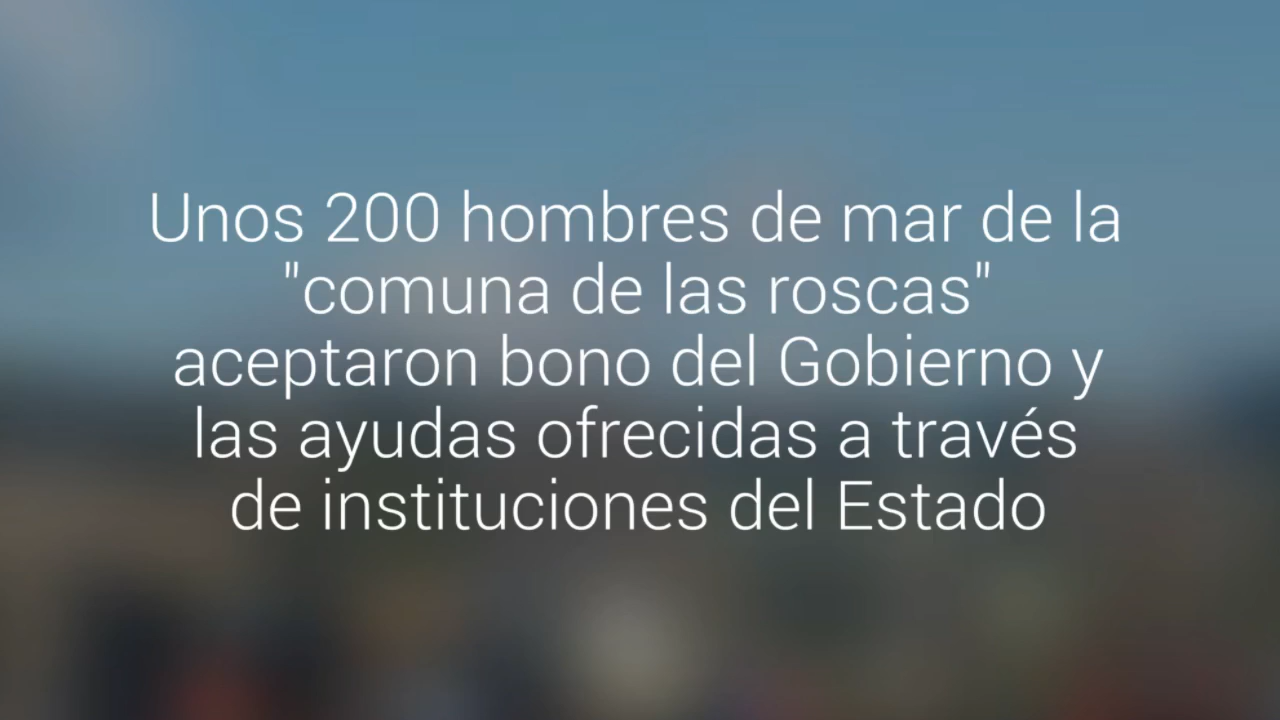 Unos 200 hombres de mar de la
"comuna de las roscas"
aceptaron bono del Gobierno y
las ayudas ofrecidas a través
de instituciones del Estado